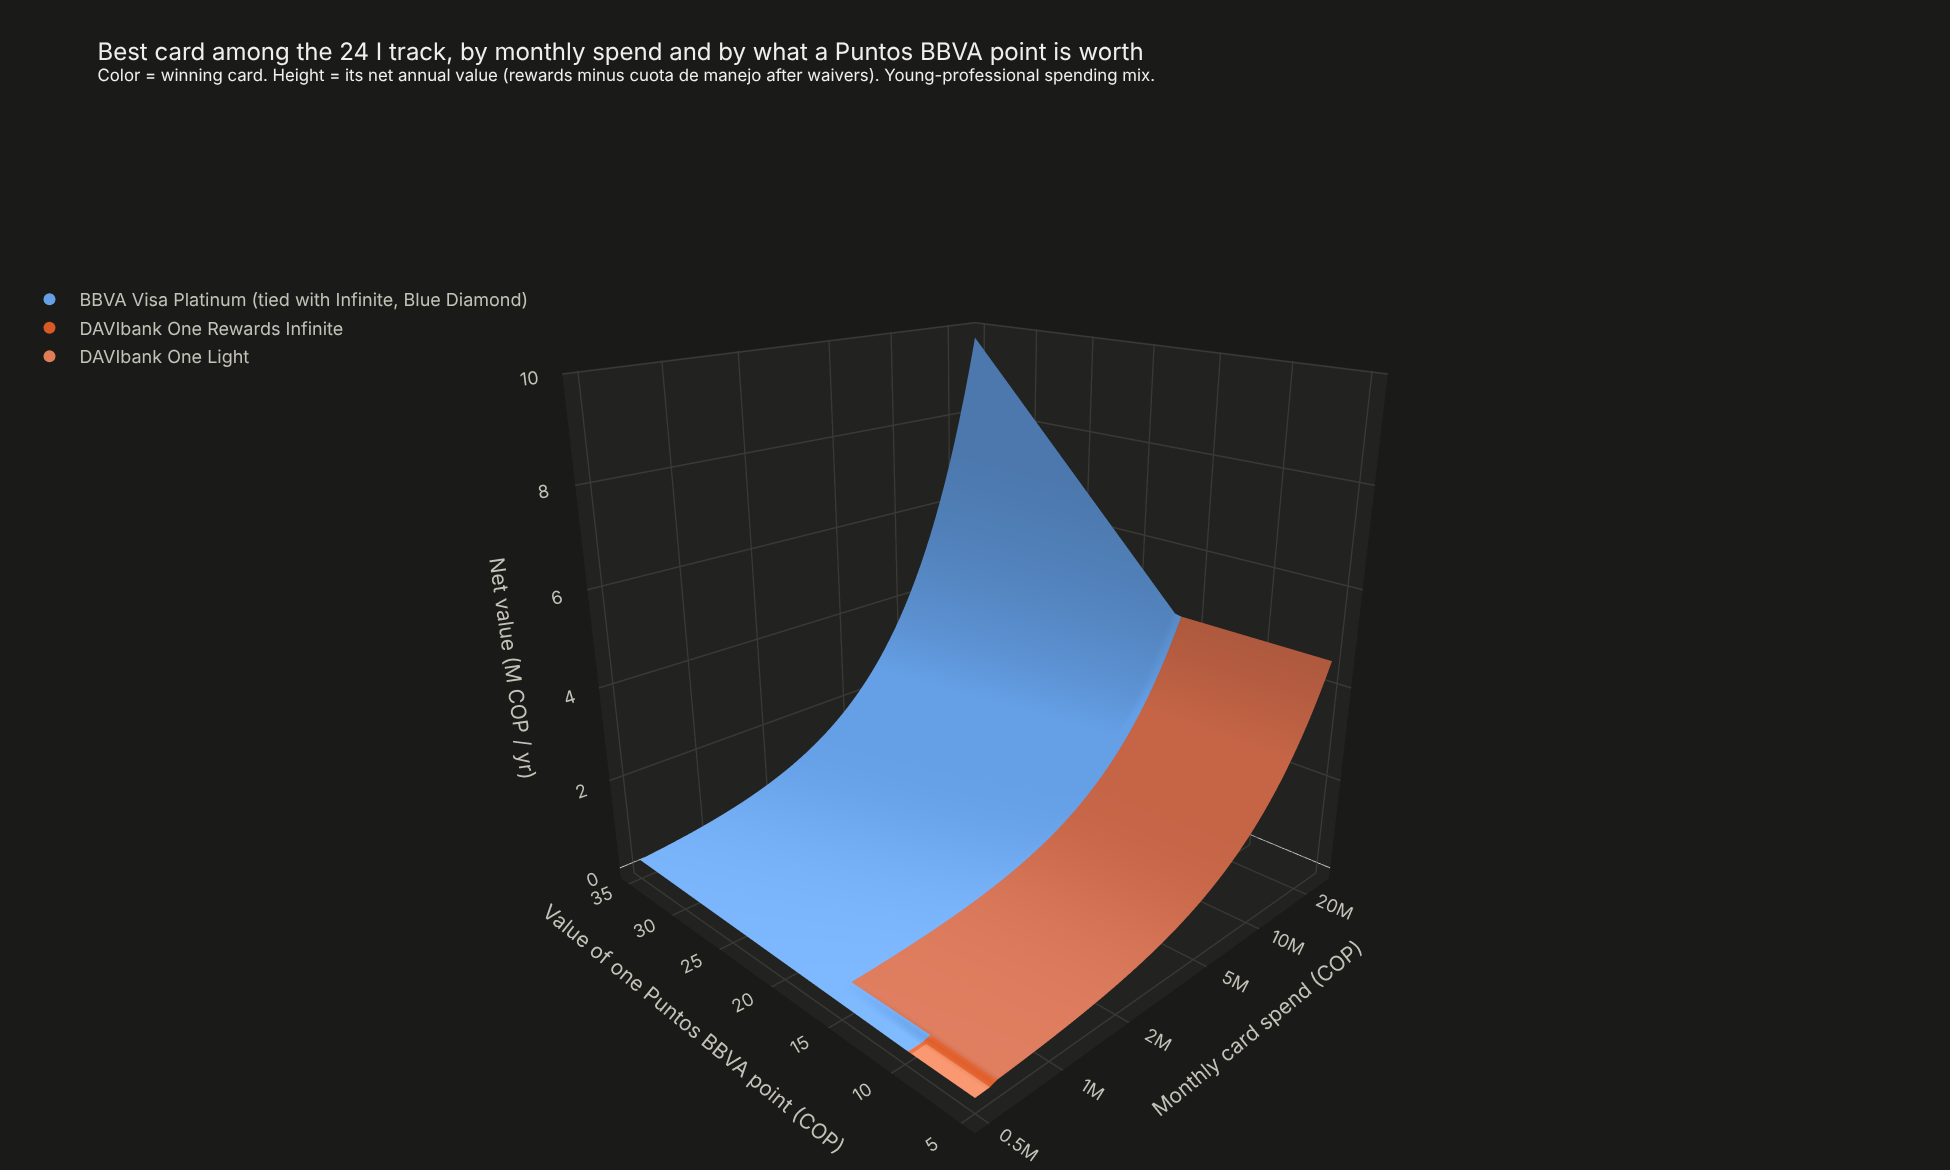 Best card among the 24 I track, by monthly spend and by what a Puntos BBVA point is worth
Color = winning card. Height = its net annual value (rewards minus cuota de manejo after waivers). Young-professional spending mix.
BBVA Visa Platinum (tied with Infinite, Blue Diamond)
DAVIbank One Rewards Infinite
DAVIbank One Light
10
8
6
4
2
0
Net value (M COP / yr)
35
30
25
20
15
10
5
Value of one Puntos BBVA point (COP)
0.5M
1M
2M
5M
10M
20M
Monthly card spend (COP)